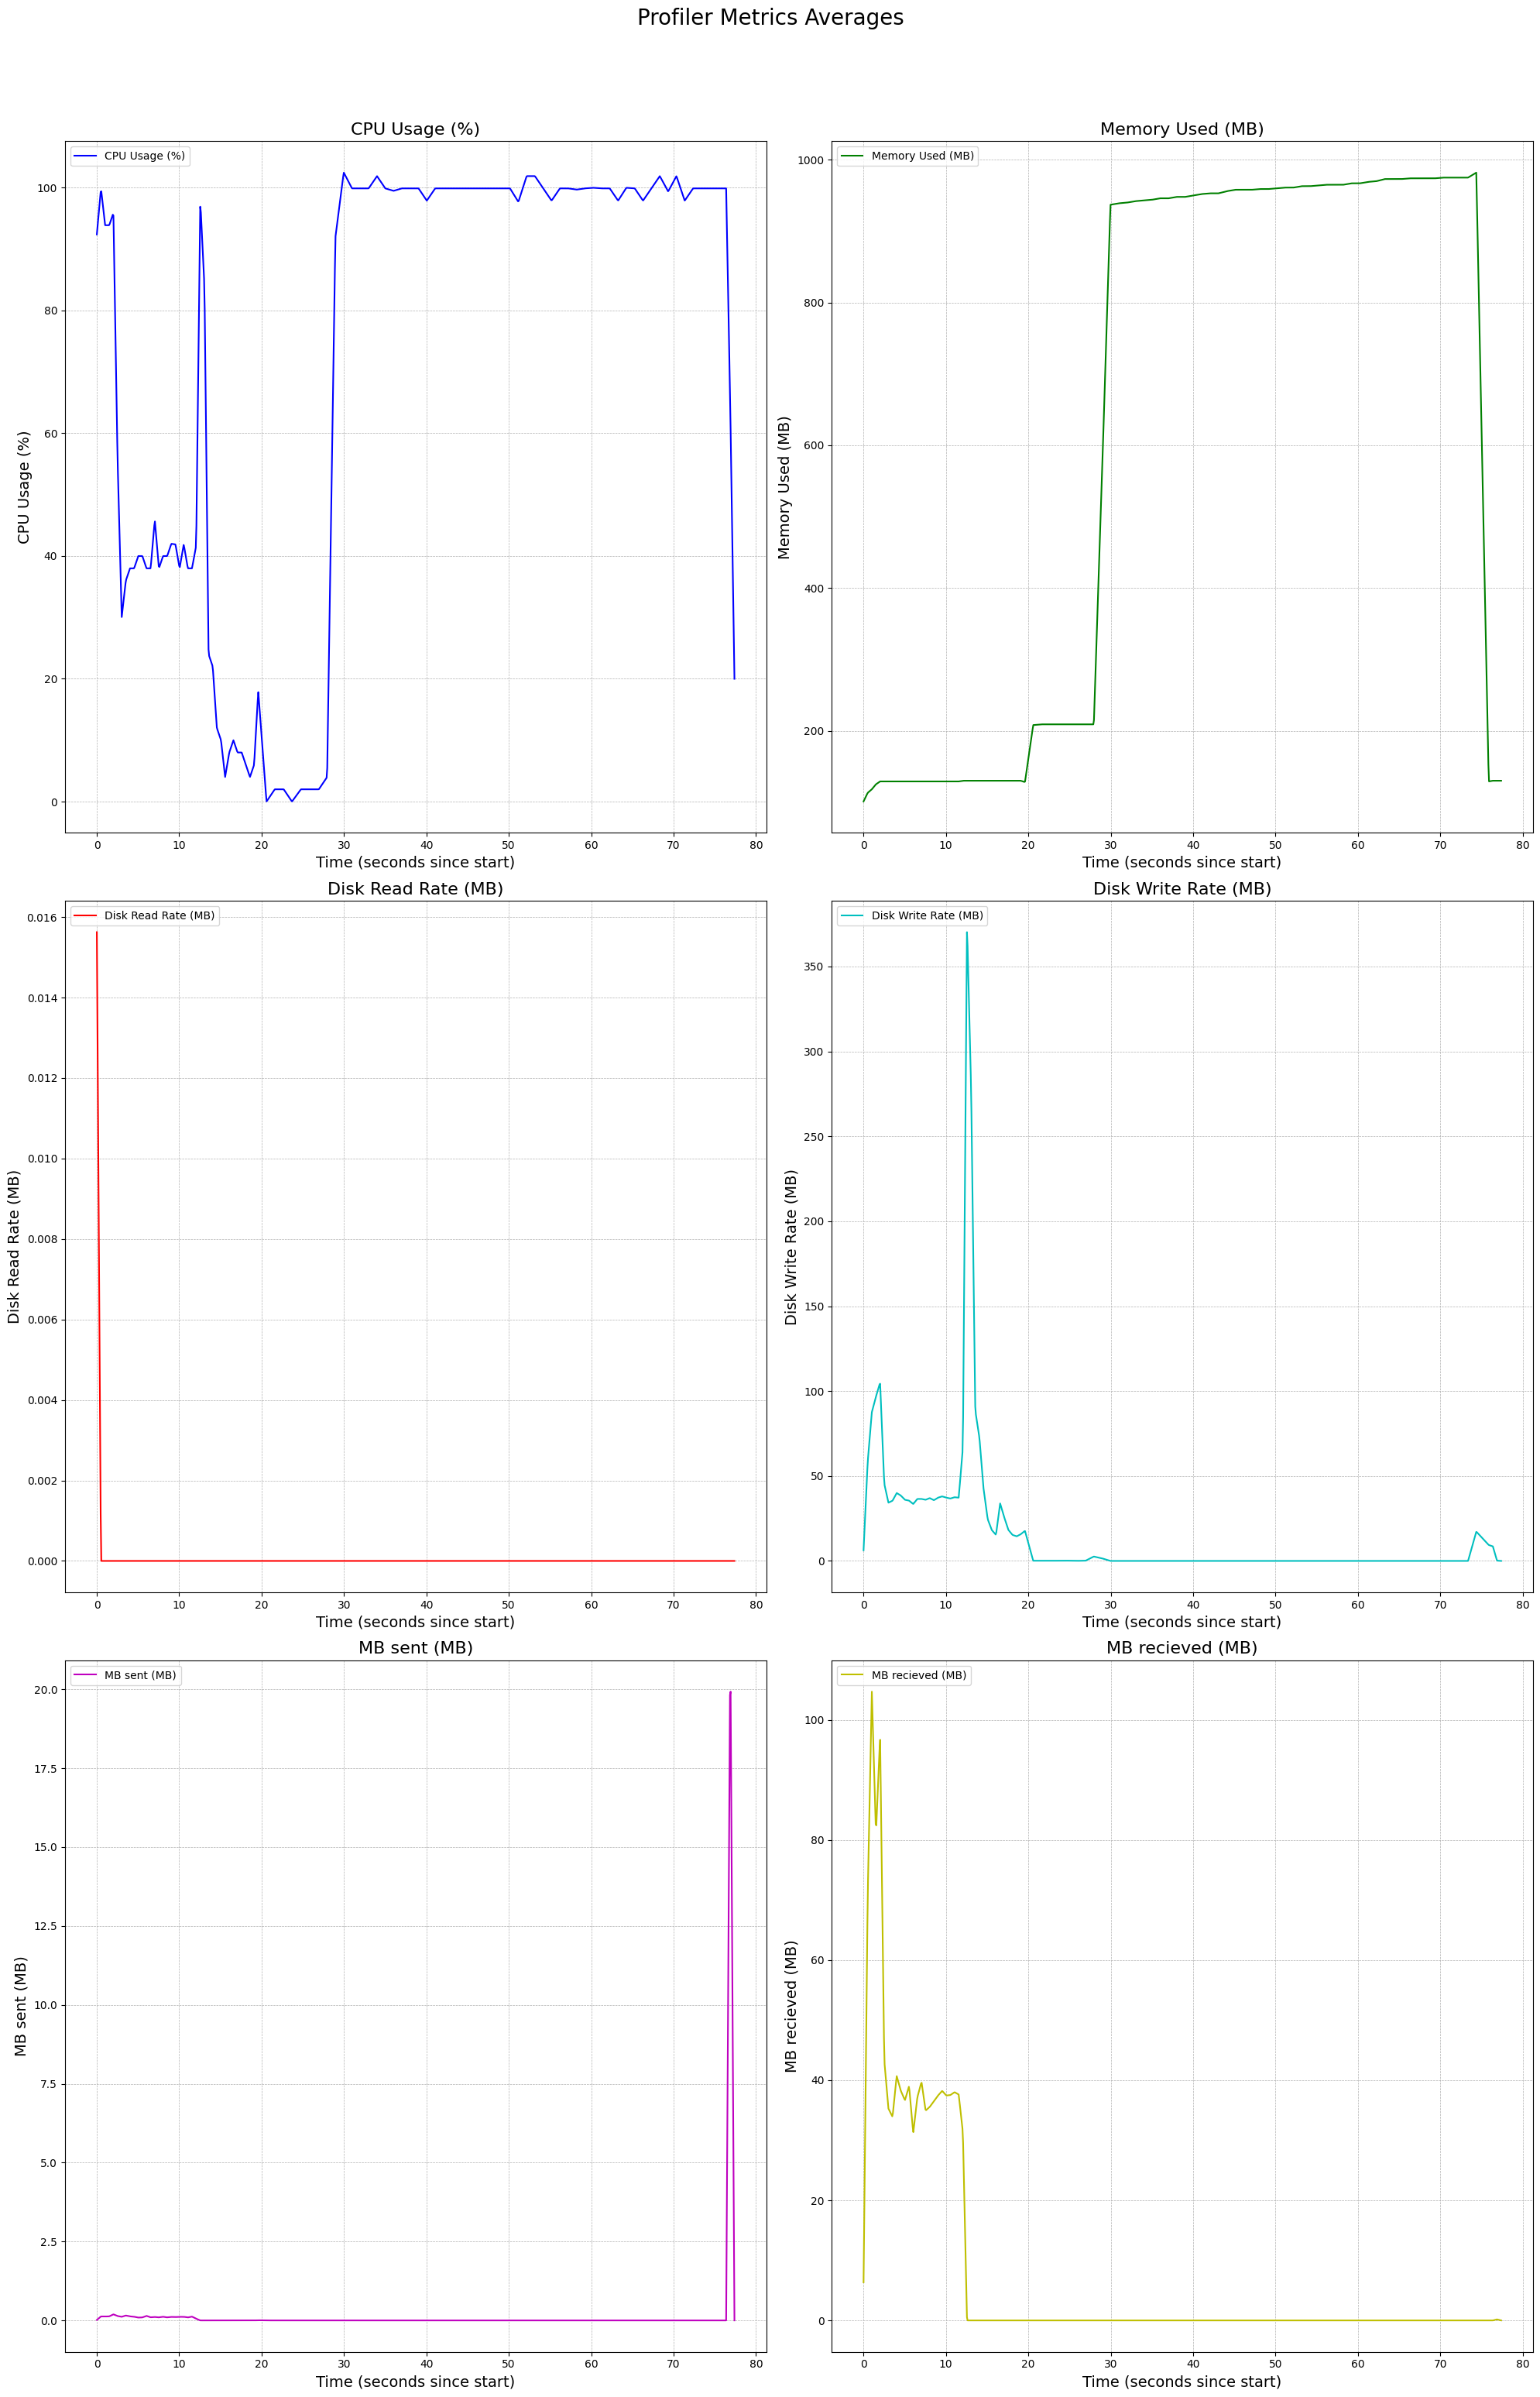 Profiler Metrics Averages
CPU Usage (%)
CPU Usage (%)
CPU Usage (%)
100
80
60
40
20
0
0 10 20 30 40 50 60 70 80
Time (seconds since start)
Memory Used (MB)
Memory Used (MB)
Memory Used (MB)
1000
800
600
400
200
0 10 20 30 40 50 60 70 80
Time (seconds since start)
Disk Read Rate (MB)
Disk Read Rate (MB)
Disk Read Rate (MB)
0.016
0.014
0.012
0.010
0.008
0.006
0.004
0.002
0.000
0 10 20 30 40 50 60 70 80
Time (seconds since start)
Disk Write Rate (MB)
Disk Write Rate (MB)
Disk Write Rate (MB)
350
300
250
200
150
100
50
0
0 10 20 30 40 50 60 70 80
Time (seconds since start)
MB sent (MB)
MB sent (MB)
MB sent (MB)
20.0
17.5
15.0
12.5
10.0
7.5
5.0
2.5
0.0
0 10 20 30 40 50 60 70 80
Time (seconds since start)
MB recieved (MB)
MB recieved (MB)
MB recieved (MB)
100
80
60
40
20
0
0 10 20 30 40 50 60 70 80
Time (seconds since start)